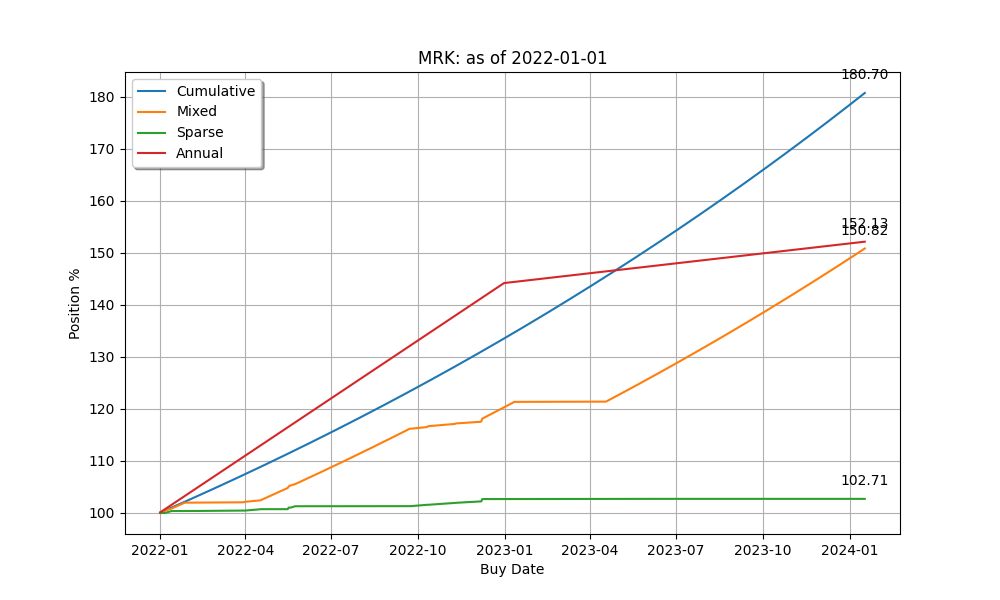 MRK: as of 2022-01-01
180.70
180
Cumulative
Mixed
Sparse
Annual
170
160
152.13
150.82
150
140
130
120
110
102.71
100
Position %
2022-01 2022-04 2022-07 2022-10 2023-01 2023-04 2023-07 2023-10 2024-01
Buy Date